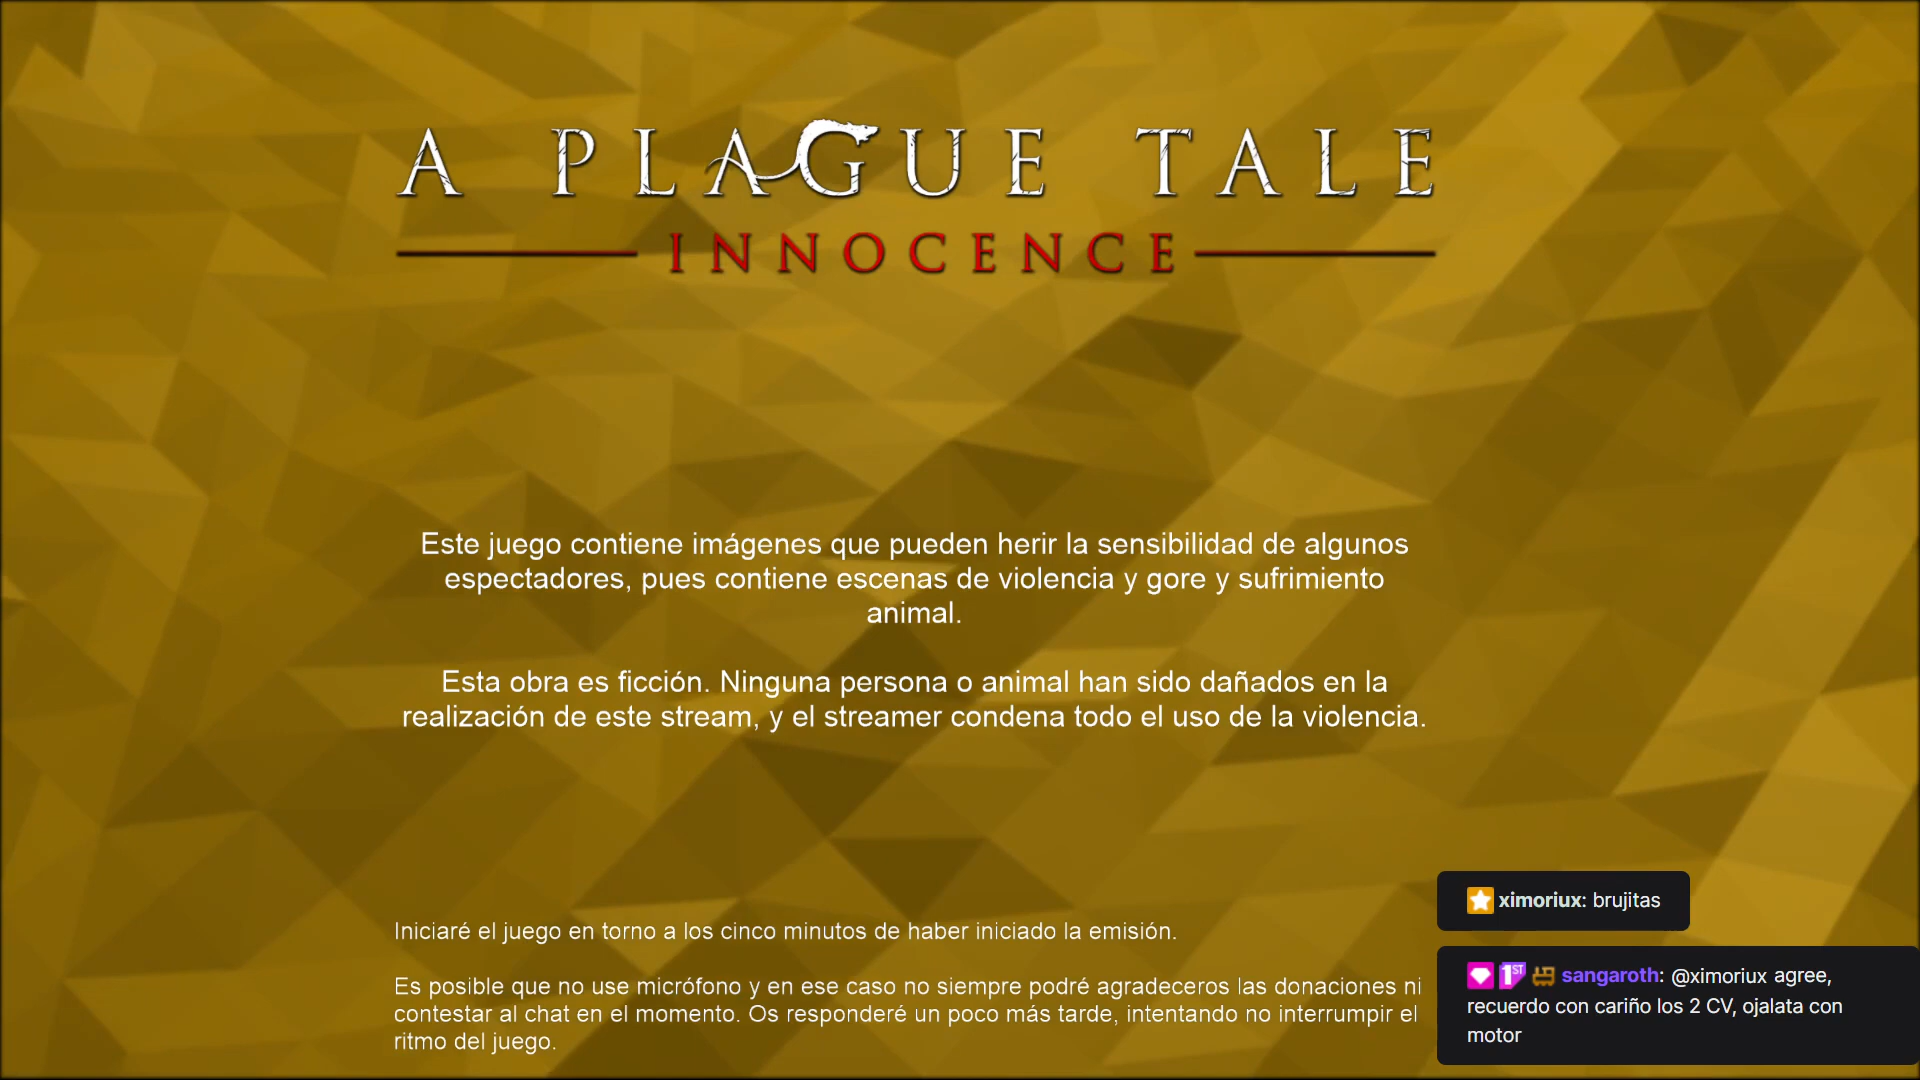 A PLAGUE TALE
INNOCENCE
Este juego contiene imágenes que pueden herir la sensibilidad de algunos
espectadores, pues contiene escenas de violencia y gore y sufrimiento
animal.
Esta obra es ficción. Ninguna persona o animal han sido dañados en la
realización de este stream, y el streamer condena todo el uso de la violencia.
Iniciaré el juego en torno a los cinco minutos de haber iniciado la emisión.
Es posible que no use micrófono y en ese caso no siempre podré agradeceros las donaciones ni
contestar al chat en el momento. Os responderé un poco más tarde, intentando no interrumpir el
ritmo del juego.
ximoriux: brujitas
1ST sangaroth: @ximoriux agree,
recuerdo con cariño los 2 CV, ojalata con
motor